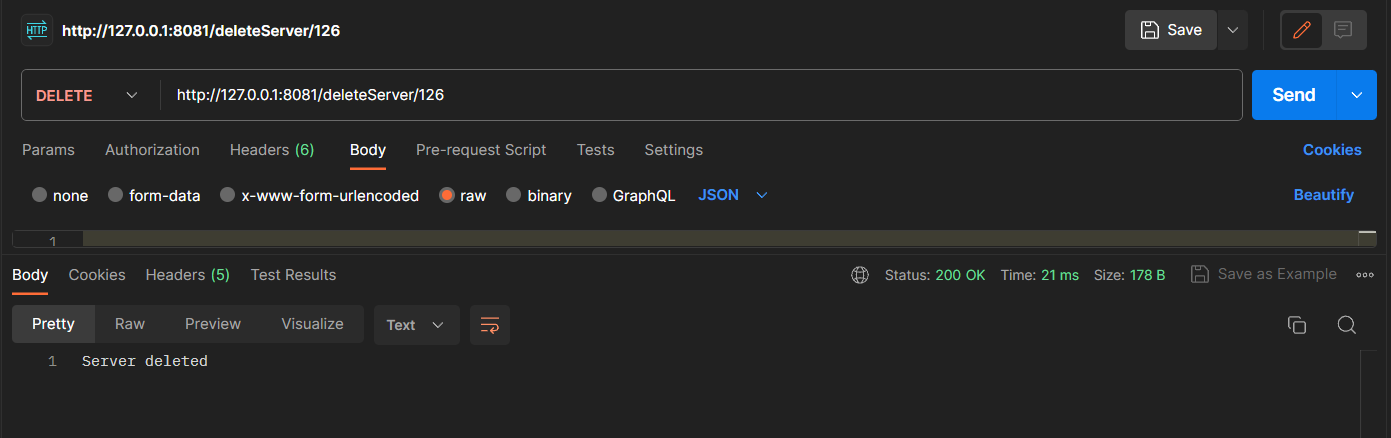 HTTP http://127.0.0.1:8081/deleteServer/126 Save
DELETE http://127.0.0.1:8081/deleteServer/126 Send
Params Authorization Headers (6) Body Pre-request Script Tests Settings Cookies
none form-data x-www-form-urlencoded raw binary GraphQL JSON Beautify
1
Body Cookies Headers (5) Test Results Status: 200 OK Time: 21 ms Size: 178 B Save as Example
Pretty Raw Preview Visualize Text
1 Server deleted